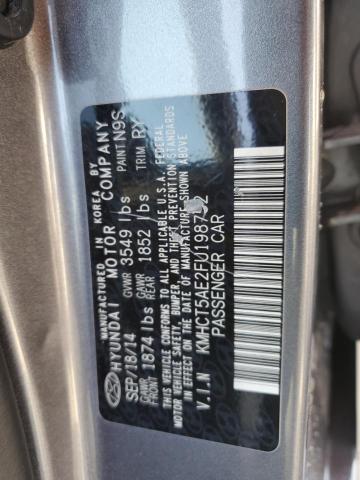 MANUFACTURED IN KOREA BY
HYUNDAI MOTOR COMPANY
SEP/18/14 GVWR 3549 lbs PAINT N9S
GAWR FRONT 1874 lbs GAWR REAR 1852 lbs TRIM RY
THIS VEHICLE CONFORMS TO ALL APPLICABLE U.S.A. FEDERAL
MOTOR VEHICLE SAFETY, BUMPER, AND THEFT PREVENTION STANDARDS
IN EFFECT ON THE DATE OF MANUFACTURE SHOWN ABOVE
V.I.N KMHCT5AE2FU1987
PASSENGER CAR